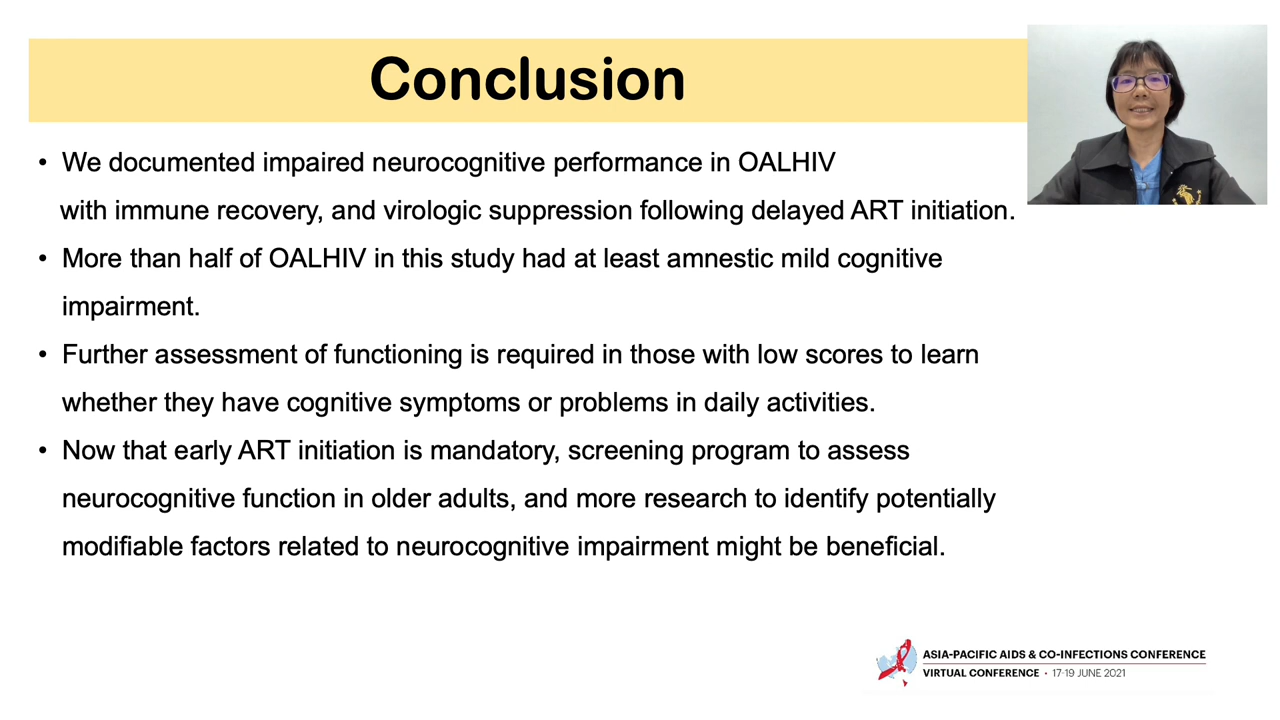 Conclusion
• We documented impaired neurocognitive performance in OALHIV
with immune recovery, and virologic suppression following delayed ART initiation.
• More than half of OALHIV in this study had at least amnestic mild cognitive
impairment.
• Further assessment of functioning is required in those with low scores to learn
whether they have cognitive symptoms or problems in daily activities.
• Now that early ART initiation is mandatory, screening program to assess
neurocognitive function in older adults, and more research to identify potentially
modifiable factors related to neurocognitive impairment might be beneficial.
ASIA-PACIFIC AIDS & CO-INFECTIONS CONFERENCE
VIRTUAL CONFERENCE • 17-19 JUNE 2021